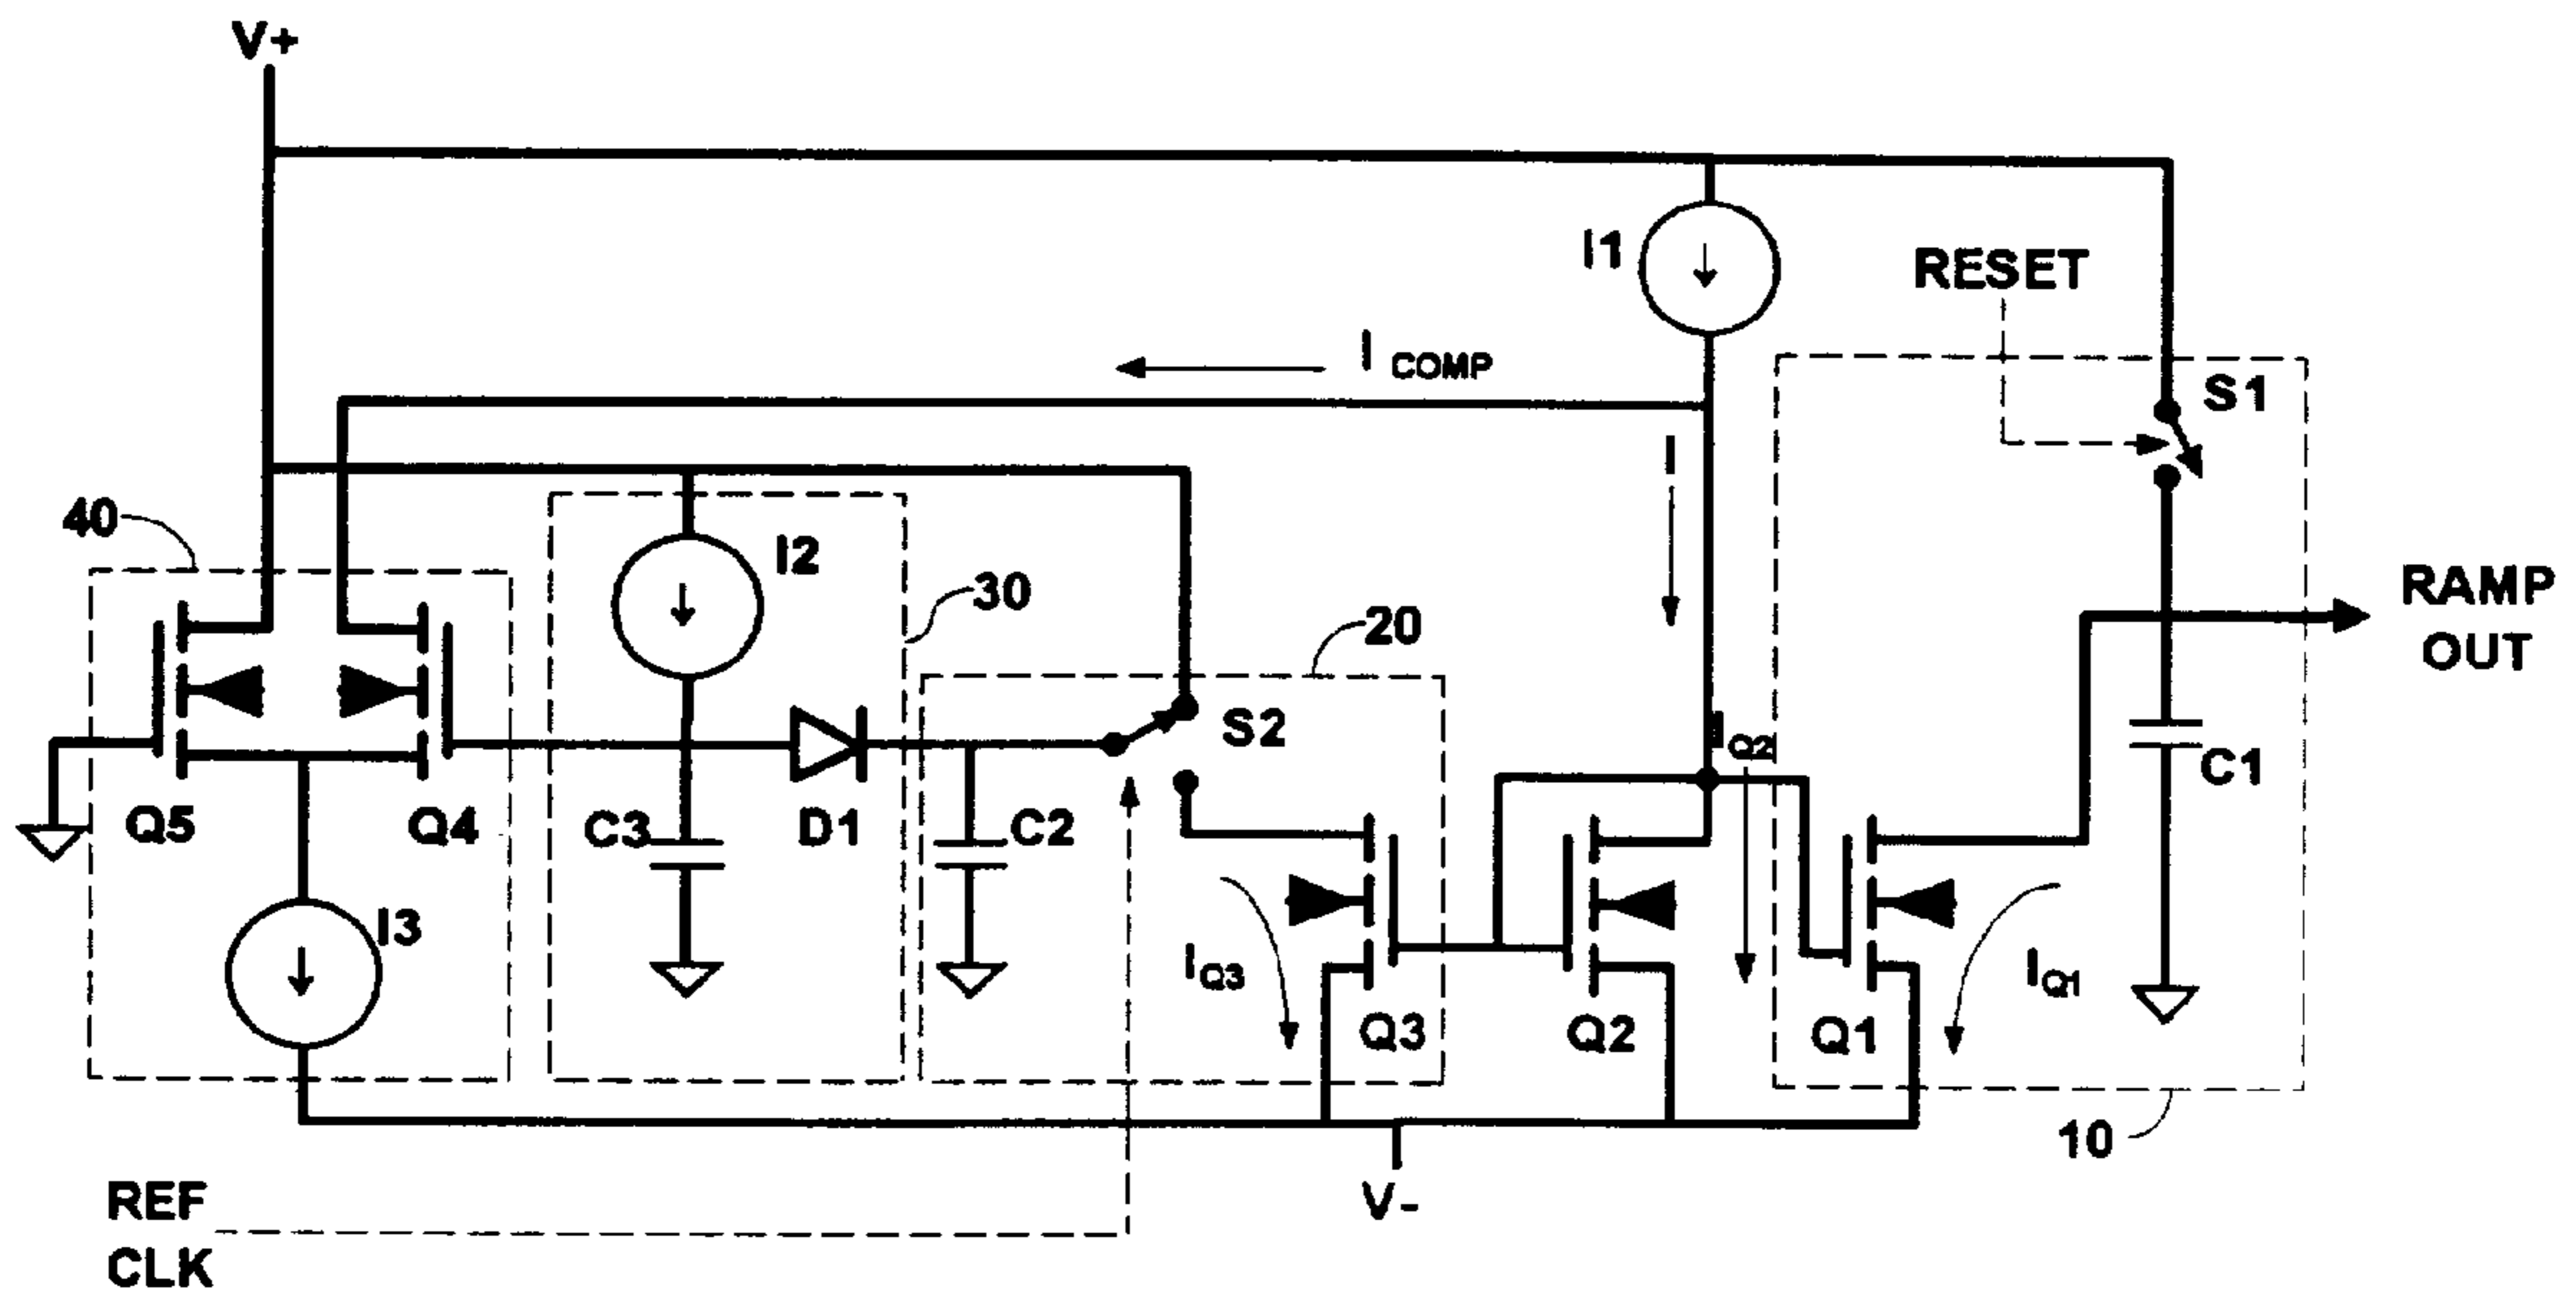 V+
I1
RESET
I COMP
S1
I
40
I2
30
20
RAMP
OUT
S2
IQ2
C1
Q5
Q4
C3
D1
C2
I3
IQ3
Q3
Q2
Q1
IQ1
10
REF
CLK
V-